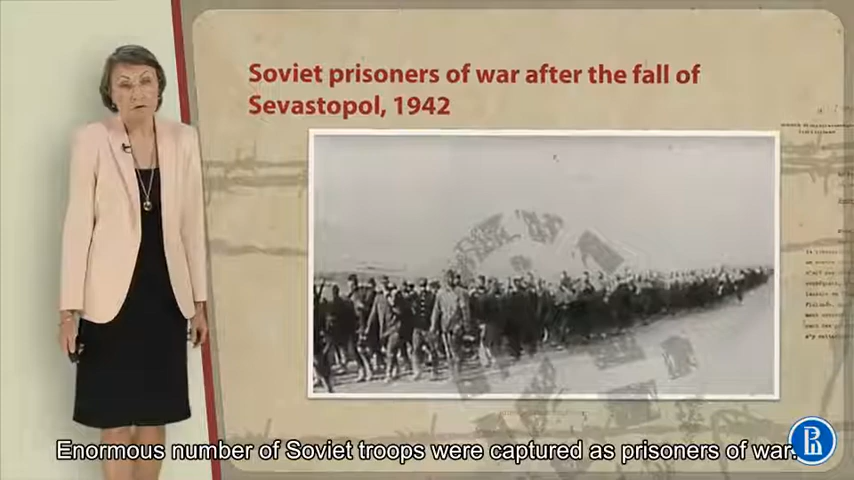 Soviet prisoners of war after the fall of
Sevastopol, 1942
Enormous number of Soviet troops were captured as prisoners of war.